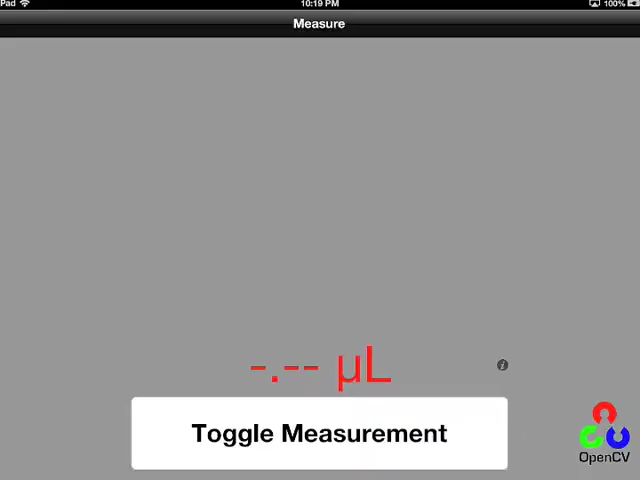 Pad 10:19 PM 100%
Measure
-.-- µL
i
Toggle Measurement
OpenCV